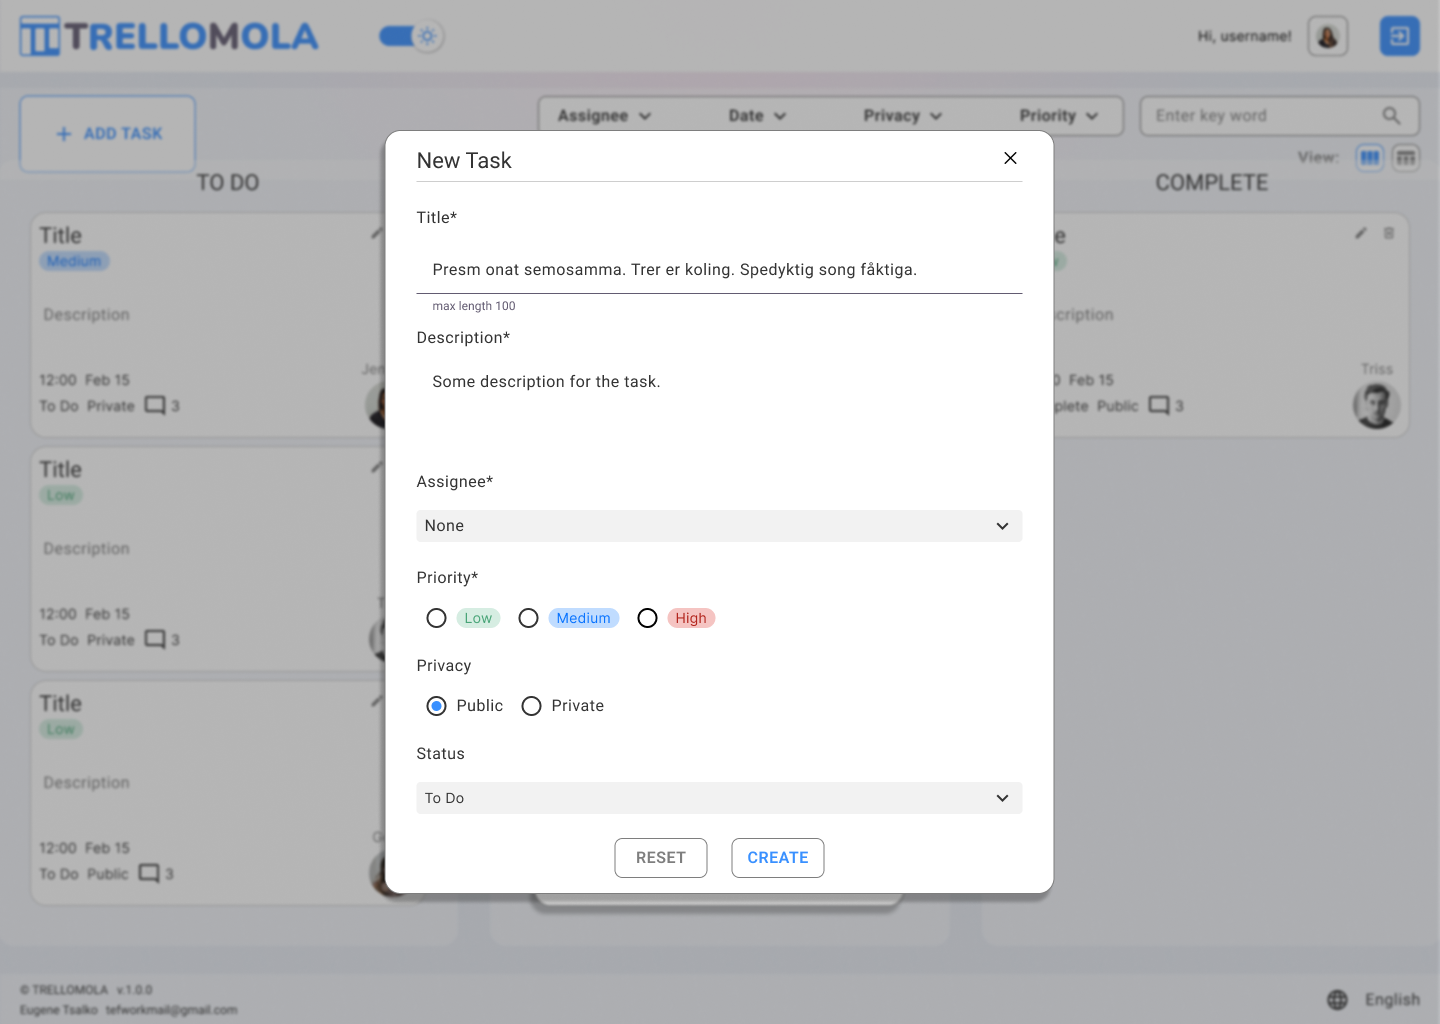 TRELLOMOLA
Hi, username!
ADD TASK
Assignee Date Privacy Priority
Enter key word
View:
TO DO
COMPLETE
Title
Medium
Description
12:00 Feb 15
To Do Private 3
Title
Low
Description
12:00 Feb 15
To Do Private 3
Title
Low
Description
12:00 Feb 15
To Do Public 3
New Task
Title*
Presm onat semosamma. Trer er koling. Spedyktig song fåktiga.
max length 100
Description*
Some description for the task.
Assignee*
None
Priority*
Low Medium High
Privacy
Public Private
Status
To Do
RESET CREATE
Triss
Feb 15
Public 3
© TRELLOMOLA v.1.0.0
Eugene Tsalko tefworkmail@gmail.com
English